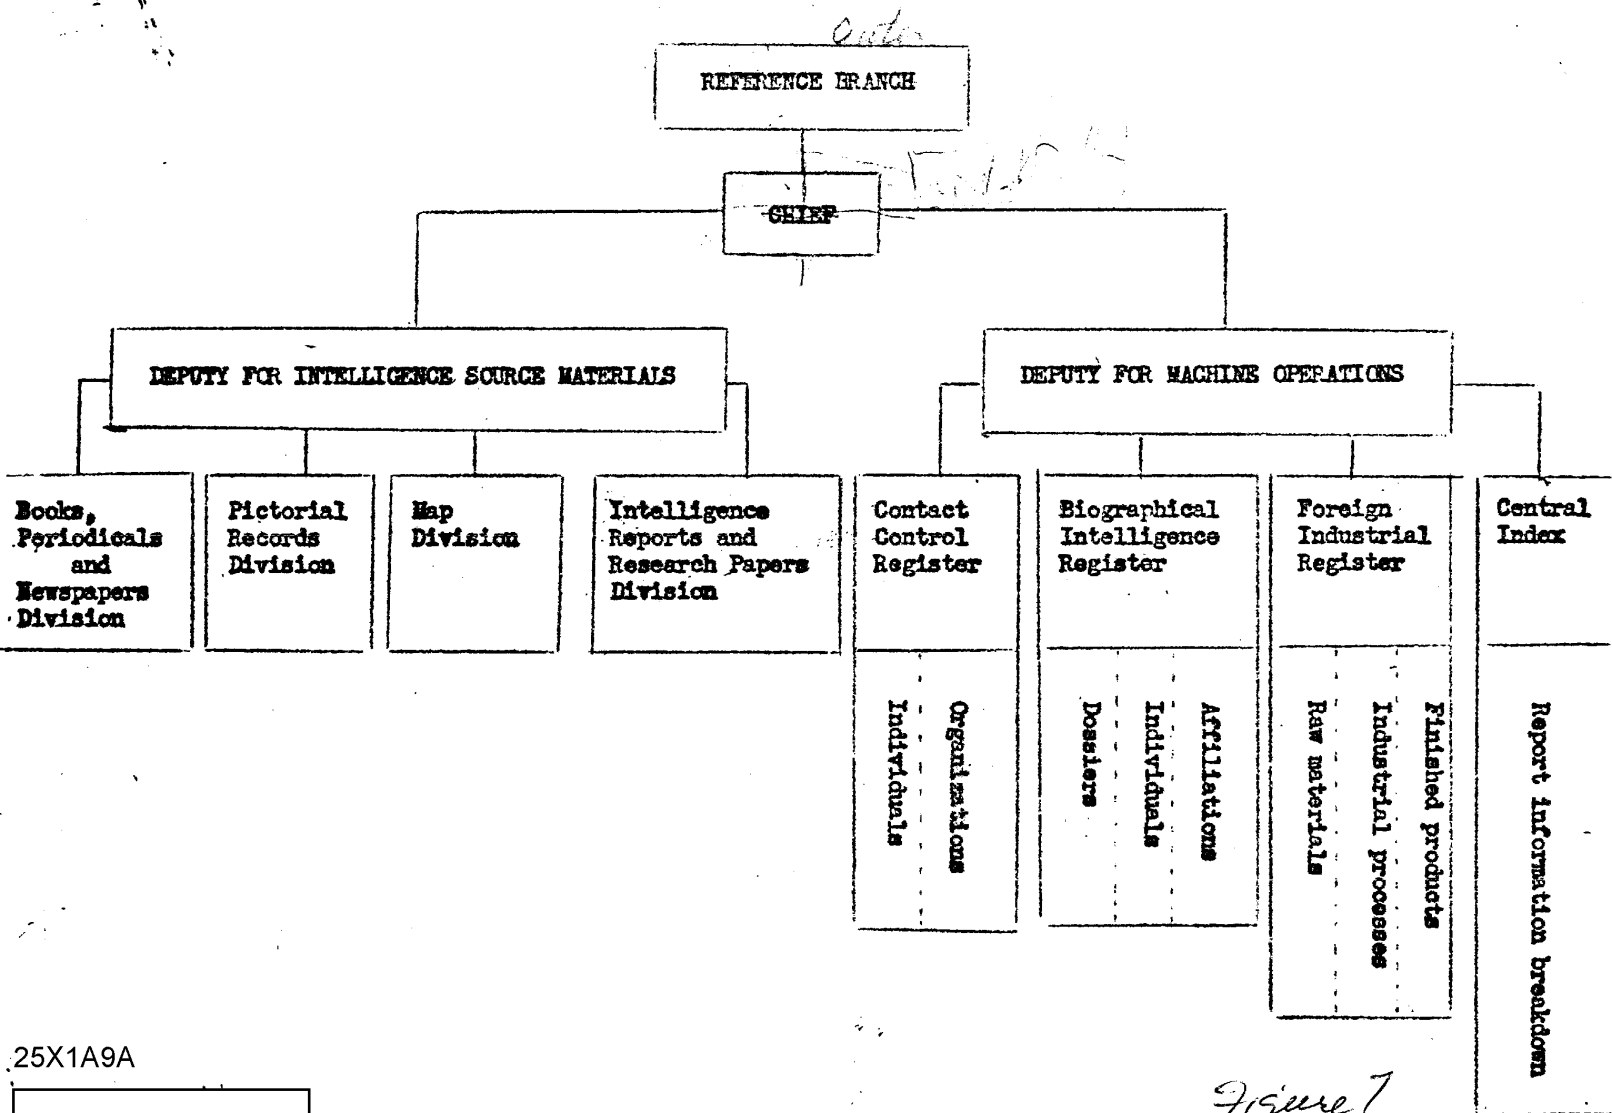 REFERENCE BRANCH
CHIEF
DEPUTY FOR INTELLIGENCE SOURCE MATERIALS
DEPUTY FOR MACHINE OPERATIONS
Books,
Periodicals
and
Newspapers
Division
Pictorial
Records
Division
Map
Division
Intelligence
Reports and
Research Papers
Division
Contact
Control
Register
Biographical
Intelligence
Register
Foreign
Industrial
Register
Central
Index
Individuals
Organizations
Dossiers
Individuals
Affiliations
Raw materials
Industrial processes
Finished products
Report information breakdown
25X1A9A
Figure 7